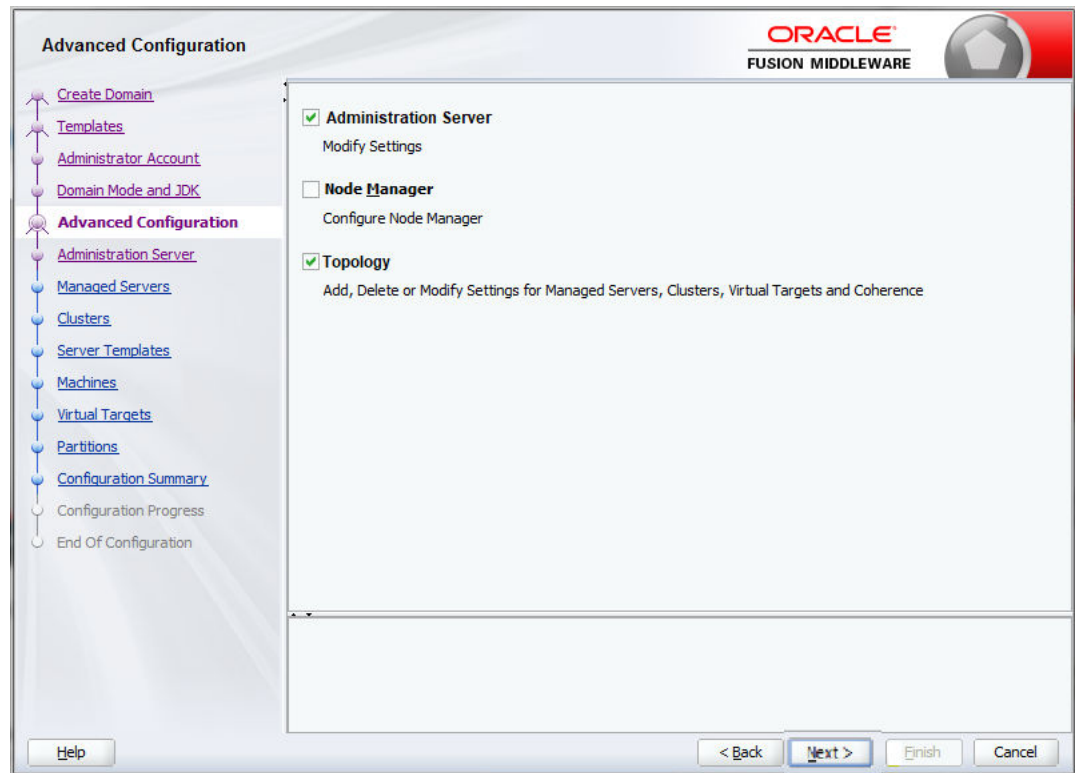 Advanced Configuration
ORACLE
FUSION MIDDLEWARE
Create Domain
Templates
Administrator Account
Domain Mode and JDK
Advanced Configuration
Administration Server
Managed Servers
Clusters
Server Templates
Machines
Virtual Targets
Partitions
Configuration Summary
Configuration Progress
End Of Configuration
Administration Server
Modify Settings
Node Manager
Configure Node Manager
Topology
Add, Delete or Modify Settings for Managed Servers, Clusters, Virtual Targets and Coherence
Help
< Back
Next >
Finish
Cancel